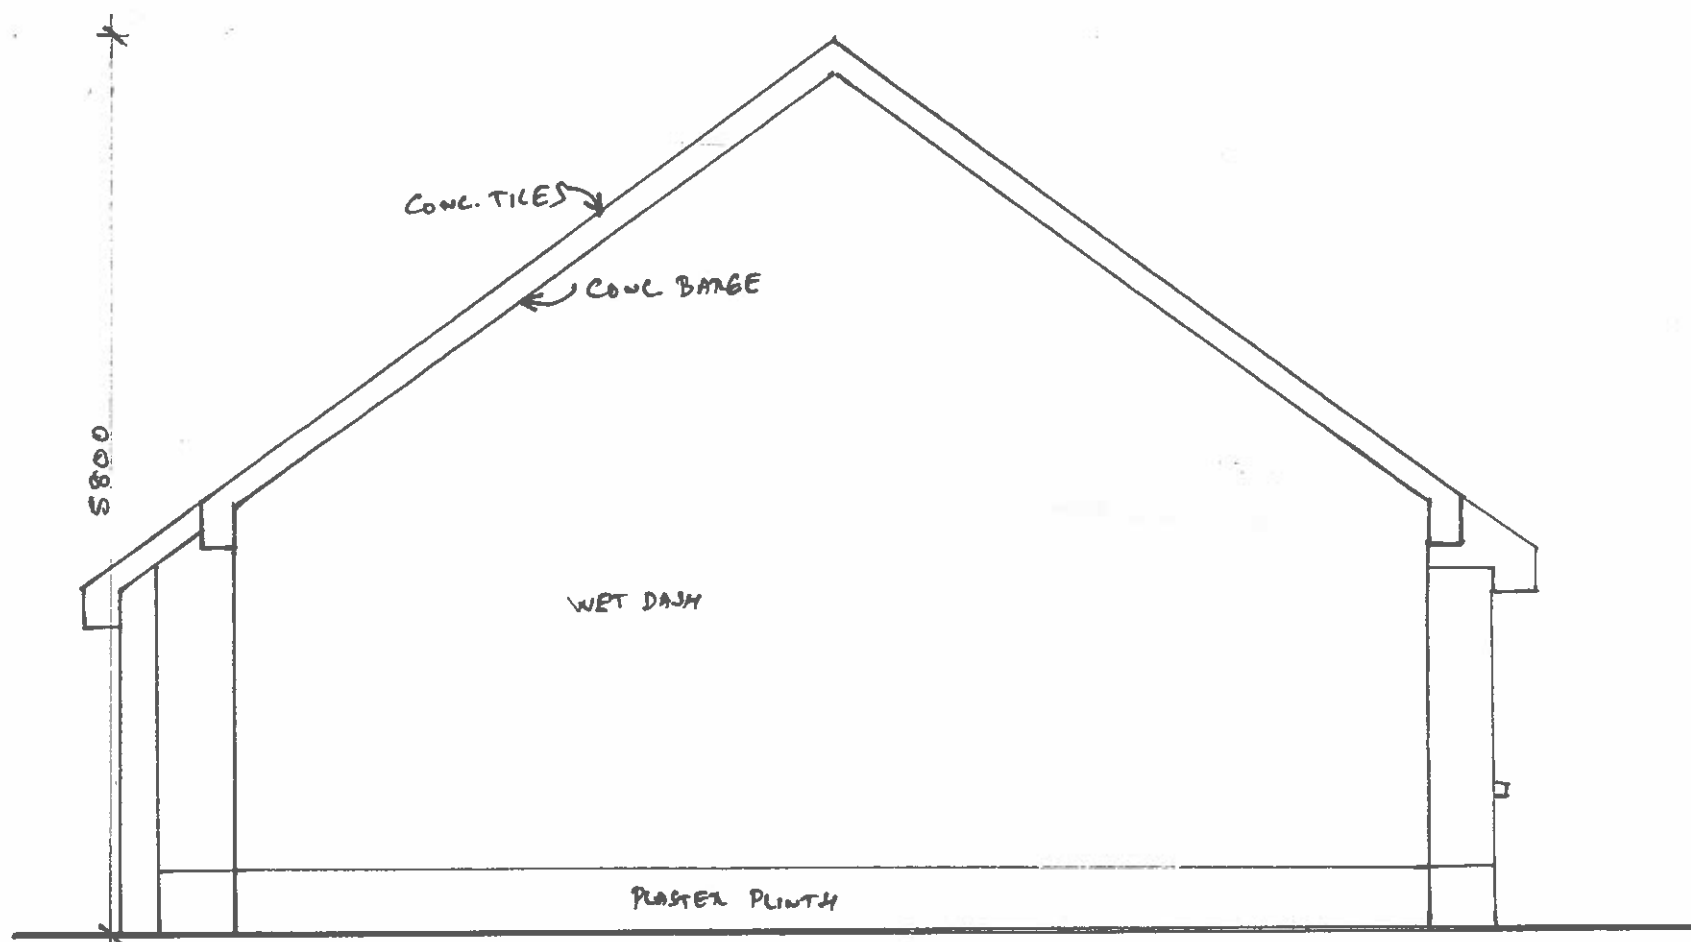 CONC. TILES
CONC BARGE
5800
WET DASH
PLASTER PLINTH